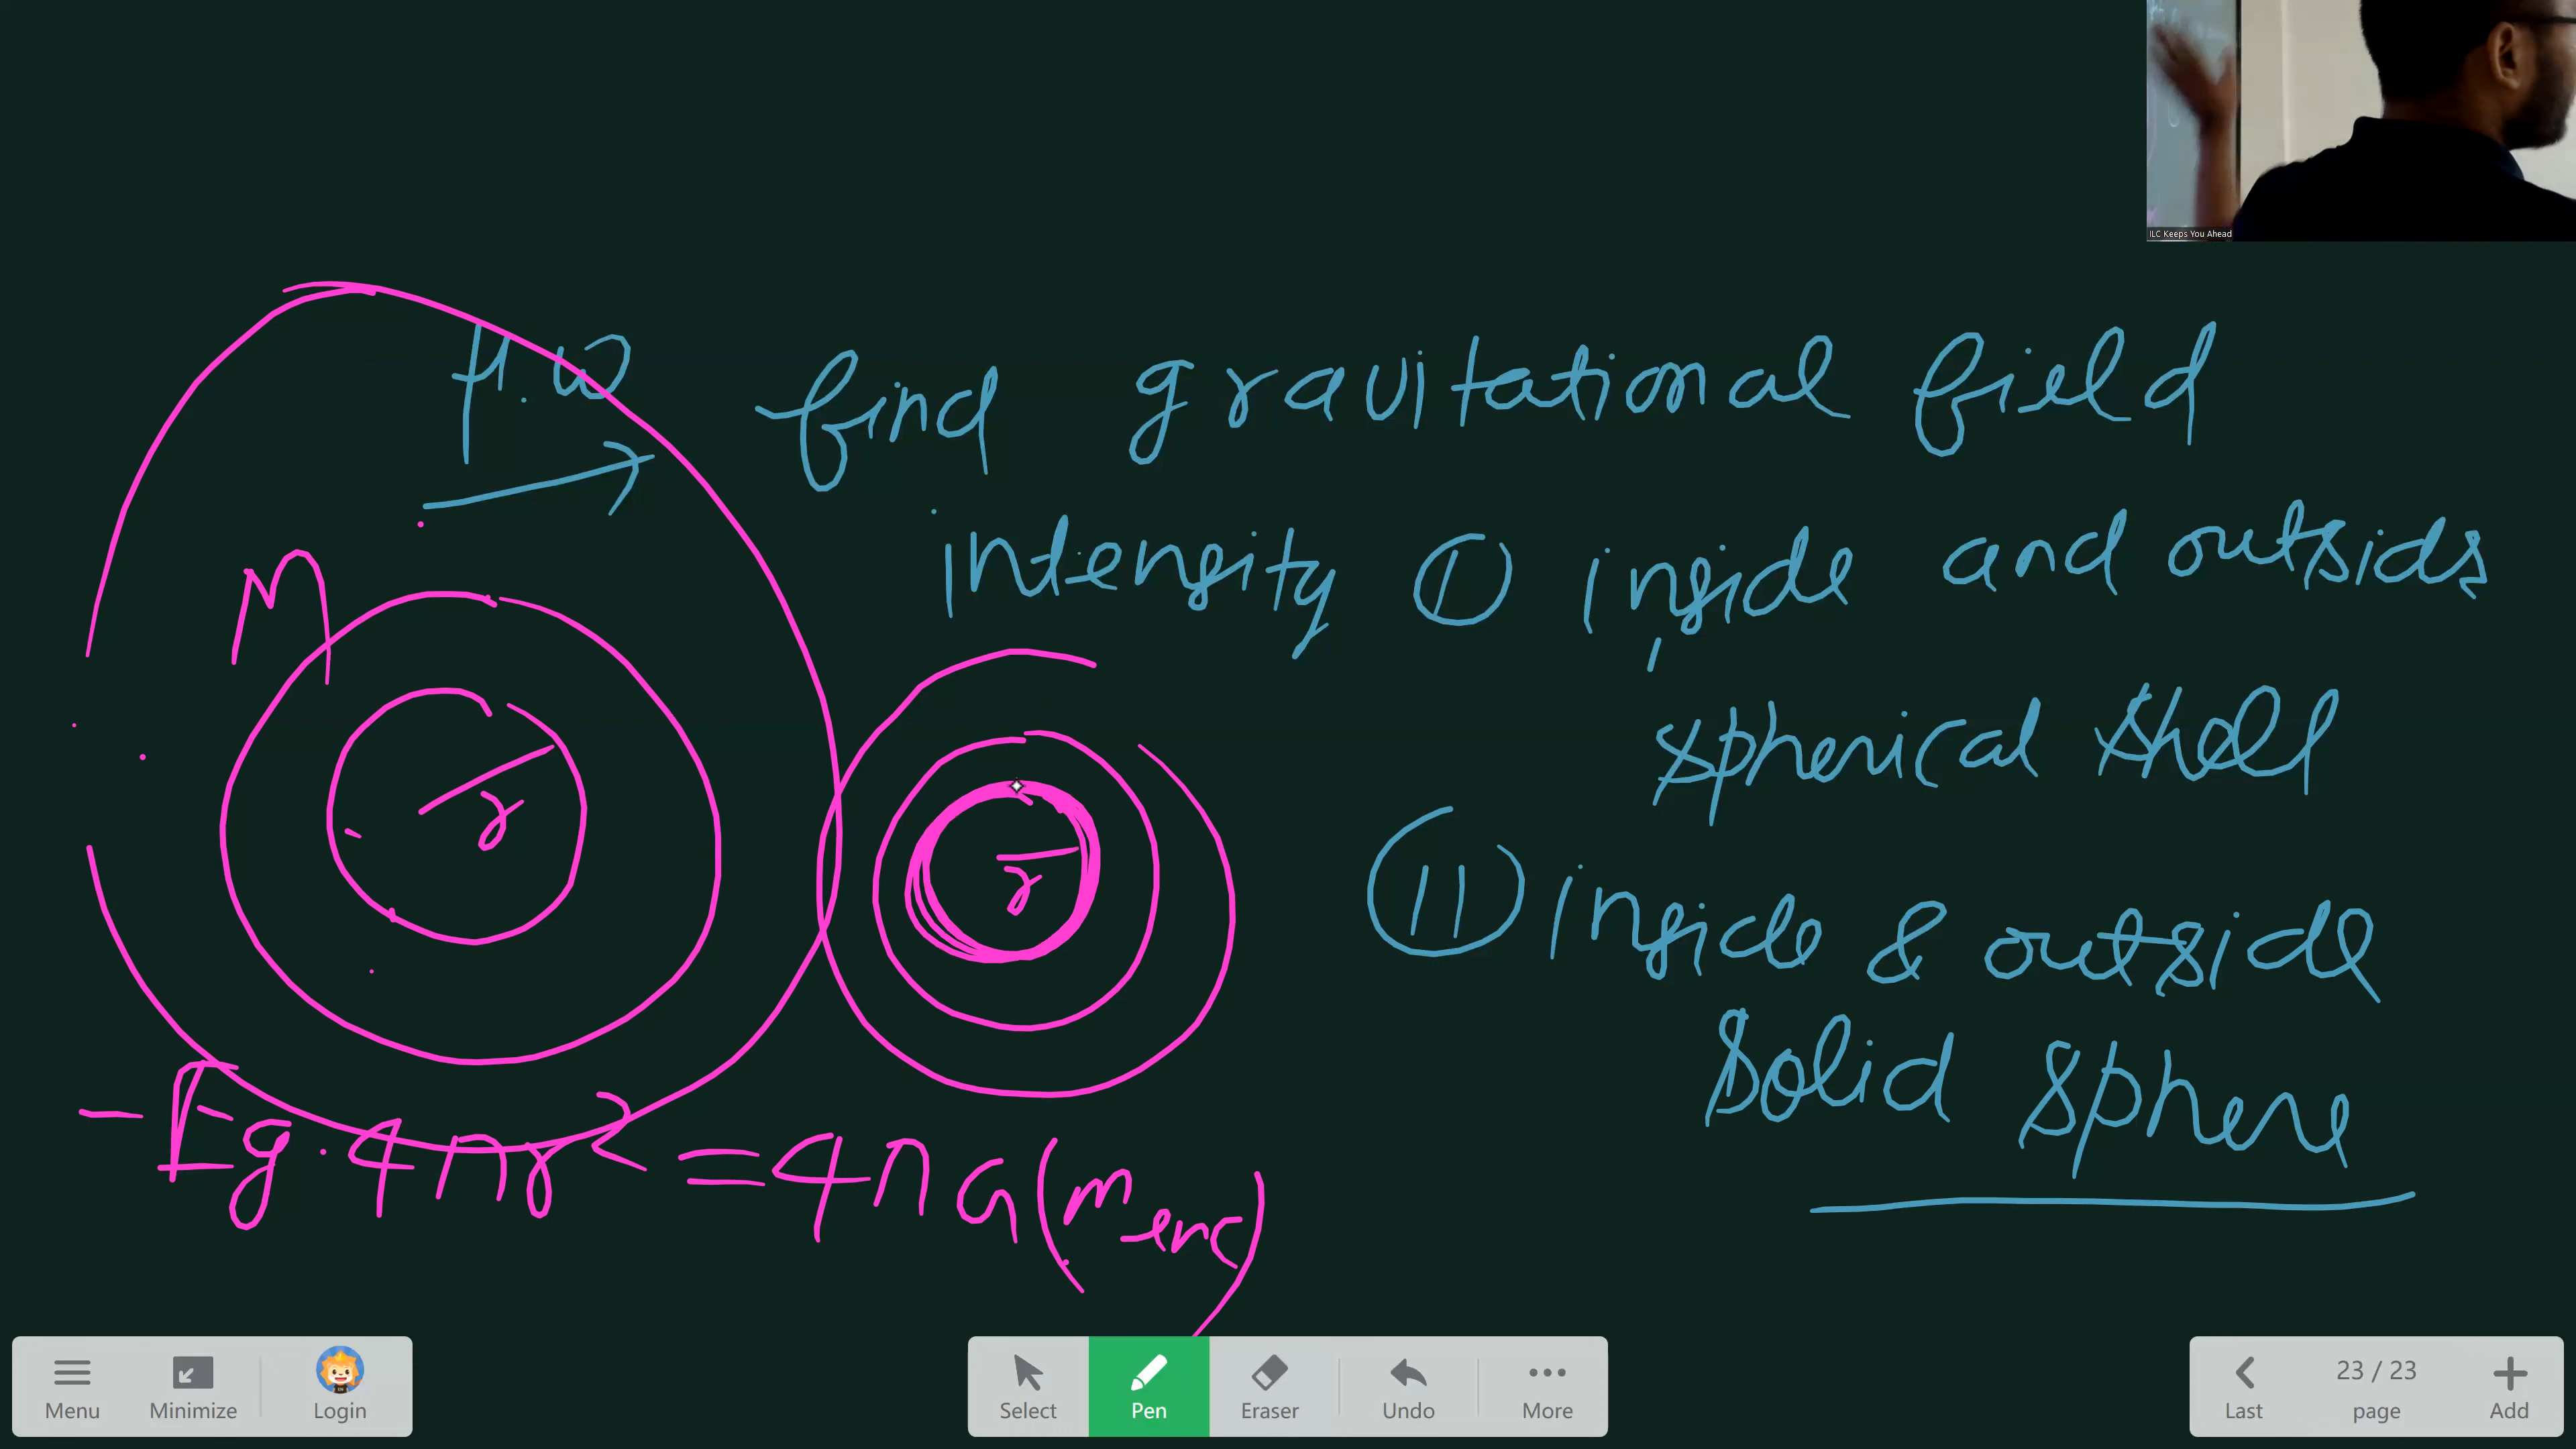 ILC Keeps You Ahead
H.W find gravitational field
intensity I inside and outside
spherical shell
M
r
r
II inside & outside
solid sphere
-Eg·4πr² = 4πG(menc)
Menu Minimize Login
Select Pen Eraser Undo More
Last 23 / 23 page Add